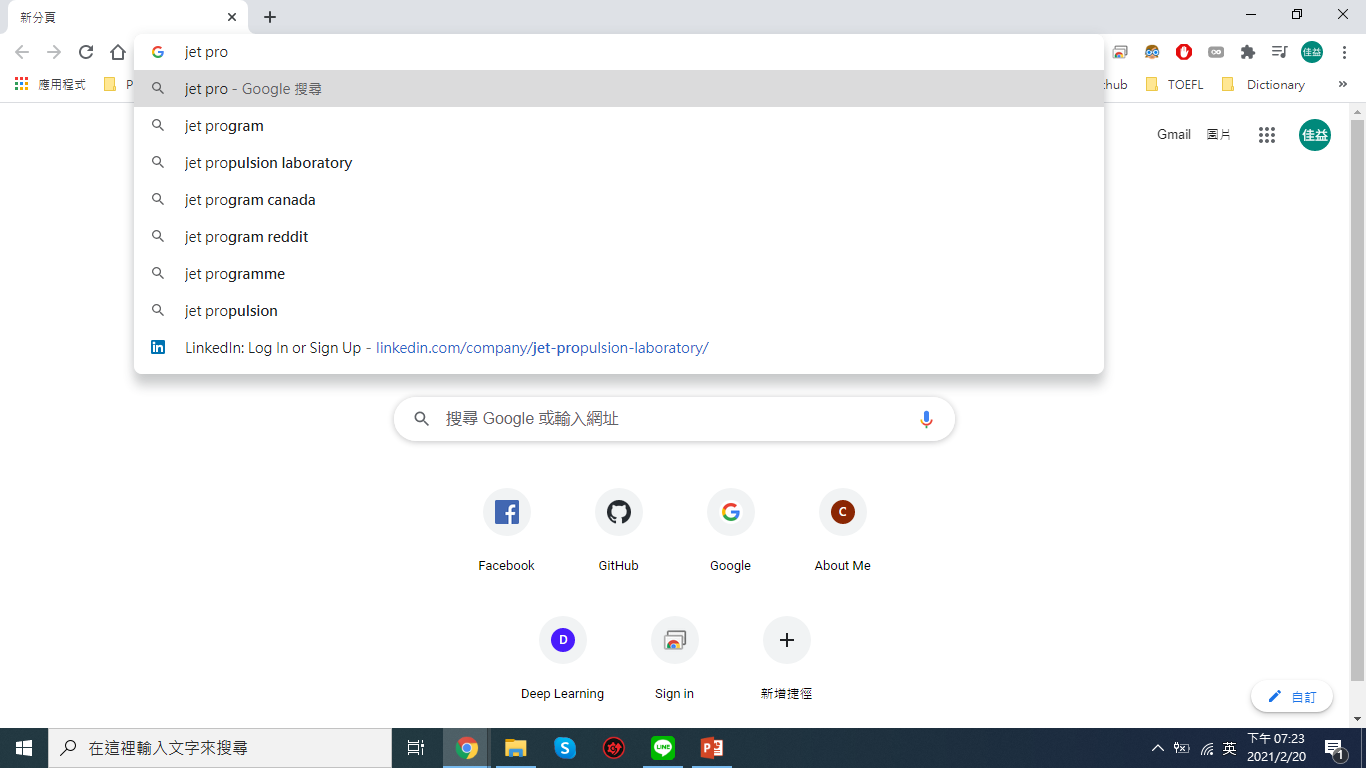 新分頁
jet pro
應用程式
TOEFL
Dictionary
jet pro - Google 搜尋
jet program
jet propulsion laboratory
jet program canada
jet program reddit
jet programme
jet propulsion
LinkedIn: Log In or Sign Up - linkedin.com/company/jet-propulsion-laboratory/
Gmail
圖片
佳益
佳益
搜尋 Google 或輸入網址
Facebook
GitHub
Google
C
About Me
D
Deep Learning
Sign in
新增捷徑
自訂
在這裡輸入文字來搜尋
英
下午 07:23
2021/2/20
1